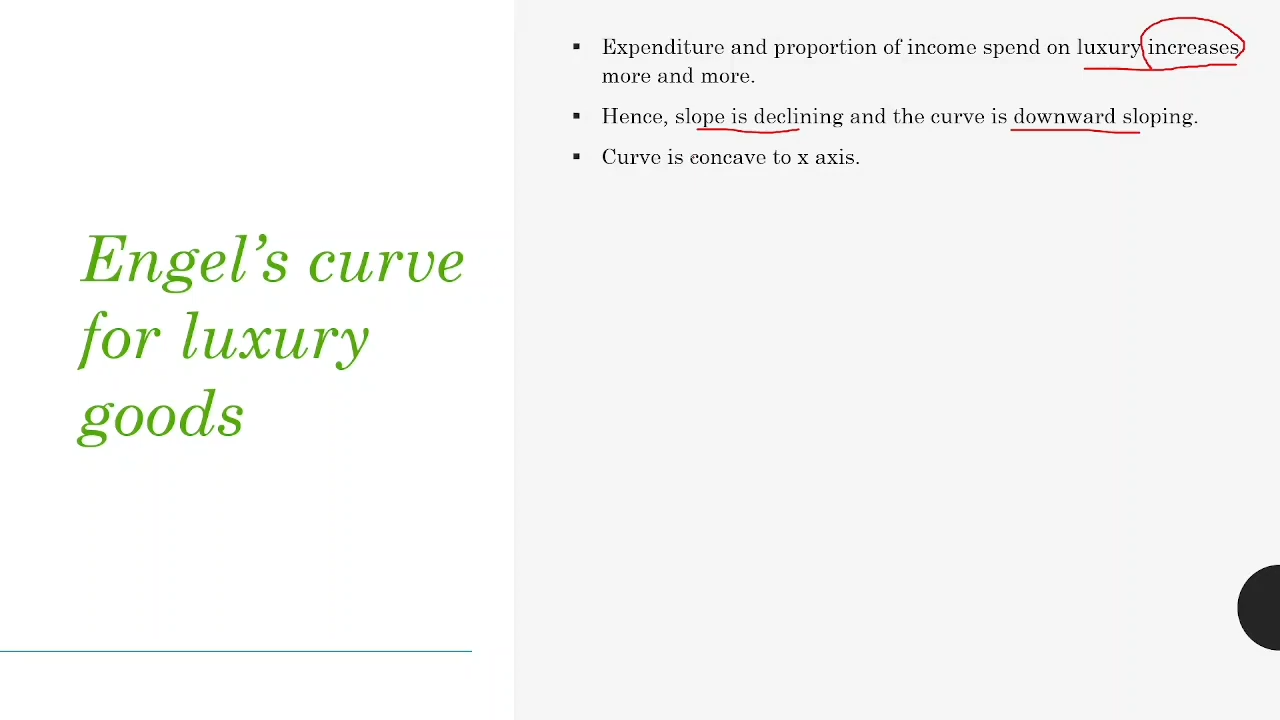 Engel’s curve
for luxury
goods
▪ Expenditure and proportion of income spend on luxury increases
more and more.
▪ Hence, slope is declining and the curve is downward sloping.
▪ Curve is concave to x axis.